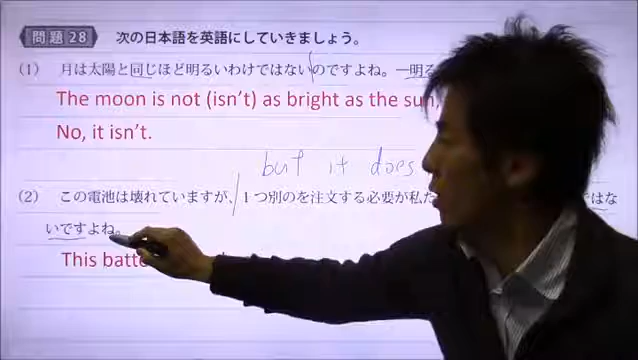 問題28 次の日本語を英語にしていきましょう。
(1) 月は太陽と同じほど明るいわけではないのですよね。―明る
The moon is not (isn't) as bright as the sun,
No, it isn't.
but it does
(2) この電池は壊れていますが、1つ別のを注文する必要が私た
はな
いですよね。
This batte